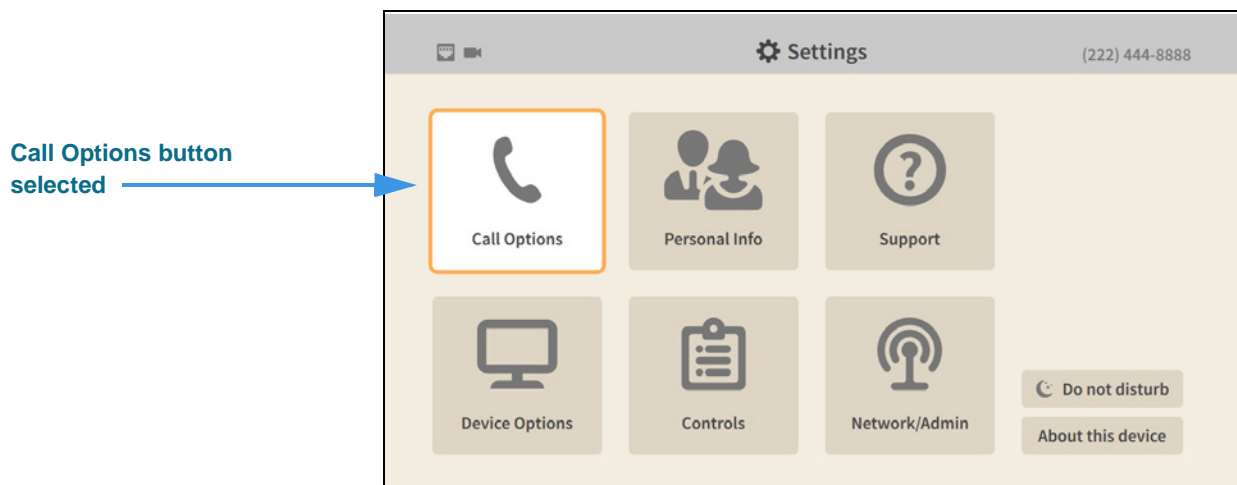 Settings
(222) 444-8888
Call Options button
selected
Call Options
Personal Info
Support
Device Options
Controls
Network/Admin
Do not disturb
About this device